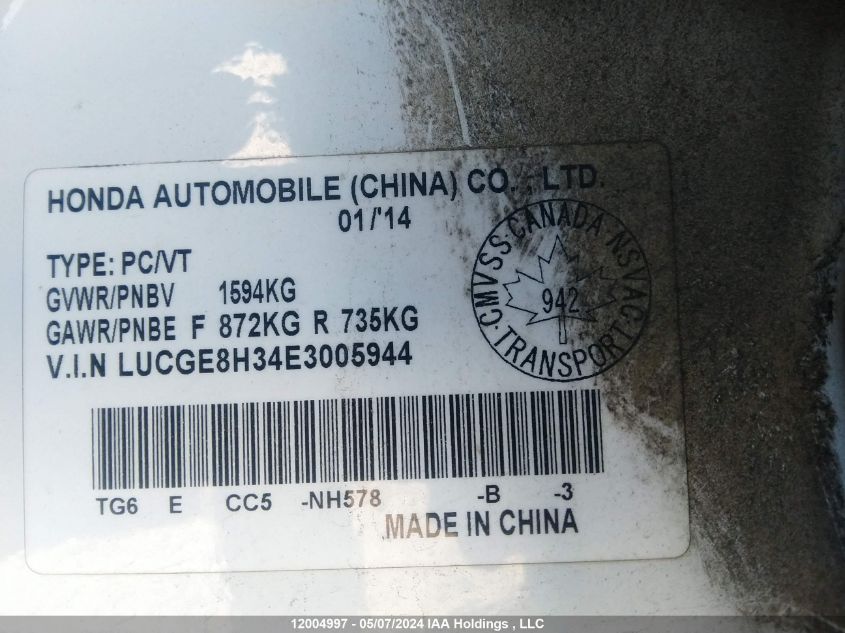 HONDA AUTOMOBILE (CHINA) CO., LTD.
01/'14
TYPE: PC/VT
GVWR/PNBV 1594KG
GAWR/PNBE F 872KG R 735KG
V.I.N LUCGE8H34E3005944
CMVSS·CANADA NSVAC·TRANSPORT·
942
TG6 E CC5 -NH578 -B -3
MADE IN CHINA
12004997 - 05/07/2024 IAA Holdings , LLC